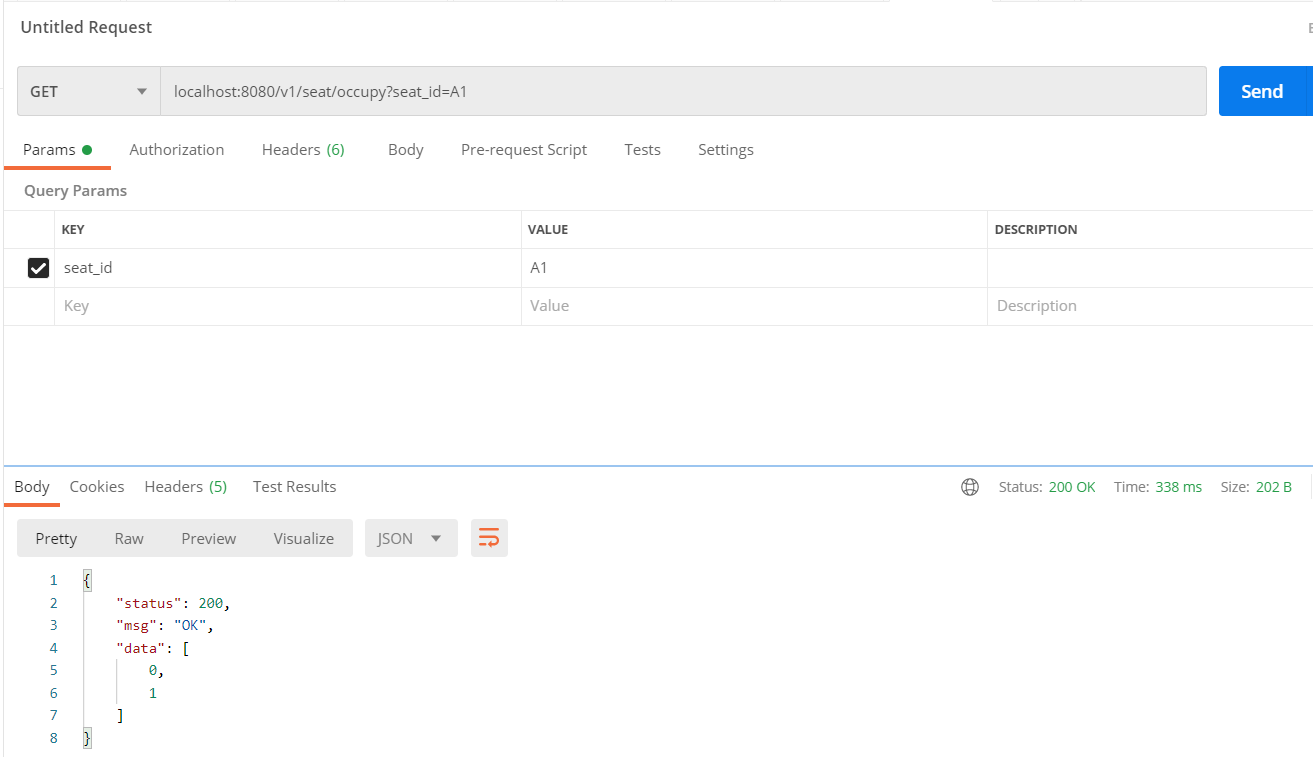 Untitled Request
GET localhost:8080/v1/seat/occupy?seat_id=A1 Send
Params Authorization Headers (6) Body Pre-request Script Tests Settings
Query Params
KEY VALUE DESCRIPTION
seat_id A1
Key Value Description
Body Cookies Headers (5) Test Results Status: 200 OK Time: 338 ms Size: 202 B
Pretty Raw Preview Visualize JSON
1 {
2 "status": 200,
3 "msg": "OK",
4 "data": [
5 0,
6 1
7 ]
8 }